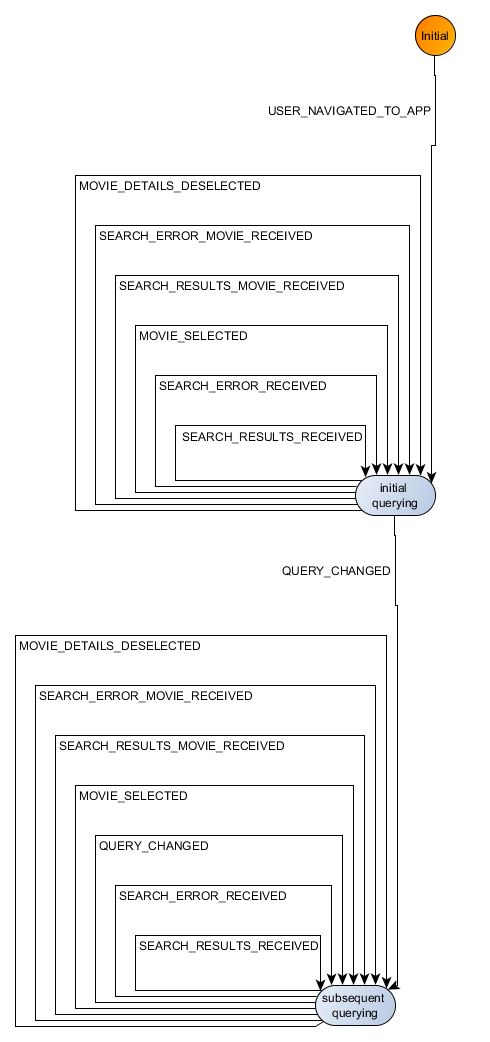 Initial
USER_NAVIGATED_TO_APP
MOVIE_DETAILS_DESELECTED
SEARCH_ERROR_MOVIE_RECEIVED
SEARCH_RESULTS_MOVIE_RECEIVED
MOVIE_SELECTED
SEARCH_ERROR_RECEIVED
SEARCH_RESULTS_RECEIVED
initial
querying
QUERY_CHANGED
MOVIE_DETAILS_DESELECTED
SEARCH_ERROR_MOVIE_RECEIVED
SEARCH_RESULTS_MOVIE_RECEIVED
MOVIE_SELECTED
QUERY_CHANGED
SEARCH_ERROR_RECEIVED
SEARCH_RESULTS_RECEIVED
subsequent
querying